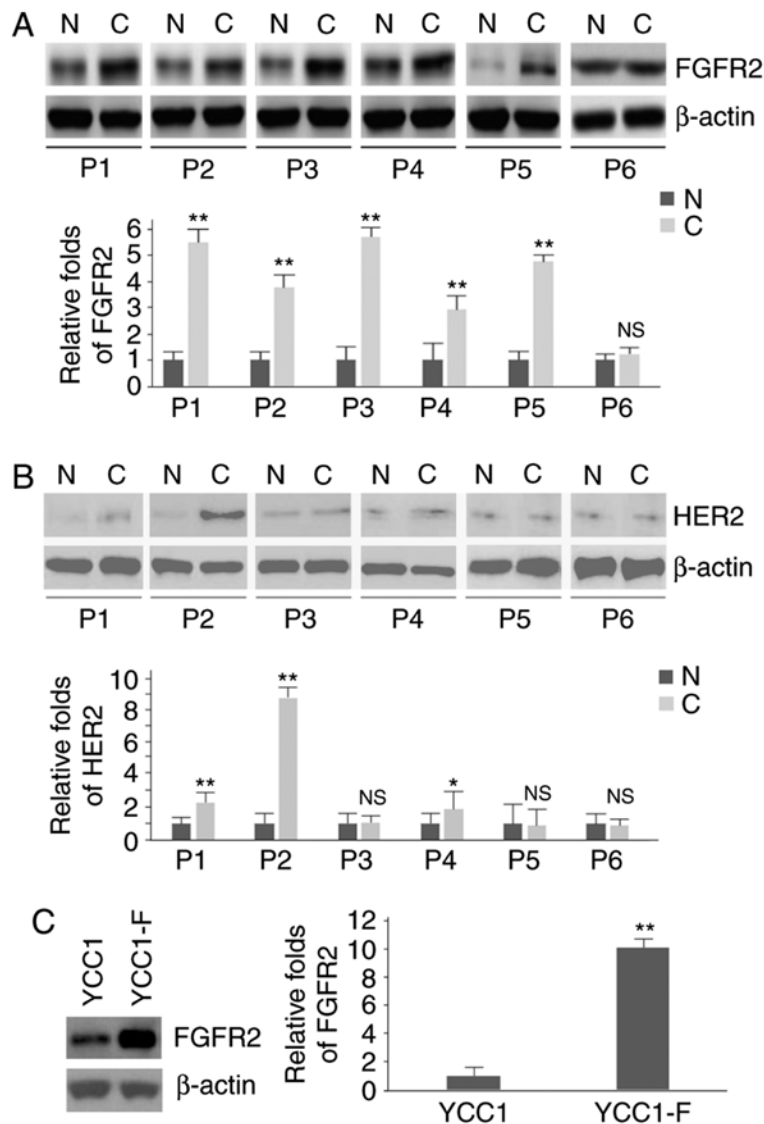 A N C N C N C N C N C N C
FGFR2
β-actin
P1 P2 P3 P4 P5 P6
N
C
Relative folds
of FGFR2
6
5
4
3
2
1
0
** ** ** ** ** NS
P1 P2 P3 P4 P5 P6
B N C N C N C N C N C N C
HER2
β-actin
P1 P2 P3 P4 P5 P6
N
C
Relative folds
of HER2
10
8
6
4
2
0
** ** NS * NS NS
P1 P2 P3 P4 P5 P6
C
YCC1 YCC1-F
FGFR2
β-actin
Relative folds
of FGFR2
12
10
8
6
4
2
0
**
YCC1 YCC1-F